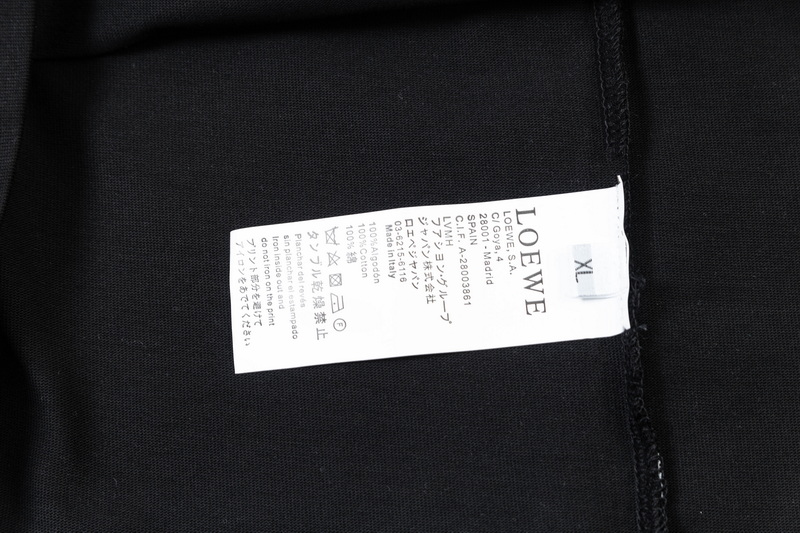 XL
LOEWE
LOEWE, S.A.
C/Goya, 4
28001-Madrid
SPAIN
C.I.F. A-28003861
LVMH
ファション・グループ
ジャパン株式会社
ロエベジャパン
03-6215-6116
Made in Italy
100%Algodon
100%Cotton
100%綿
F
タンブル乾燥禁止
Planchar del revés
sin planchar el estampado
Iron inside out and
do not iron on the print
プリント部分を避けて
アイロンをあててください